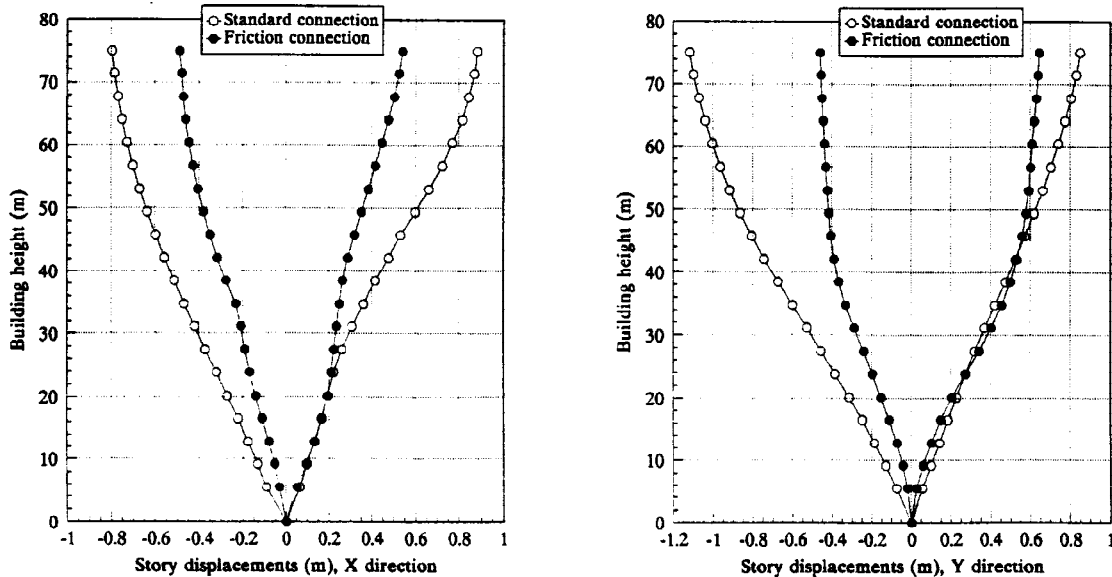 Standard connection
Friction connection
80
70
60
50
40
30
20
10
0
Building height (m)
-1 -0.8 -0.6 -0.4 -0.2 0 0.2 0.4 0.6 0.8 1
Story displacements (m), X direction
Standard connection
Friction connection
80
70
60
50
40
30
20
10
0
Building height (m)
-1.2 -1 -0.8 -0.6 -0.4 -0.2 0 0.2 0.4 0.6 0.8 1
Story displacements (m), Y direction